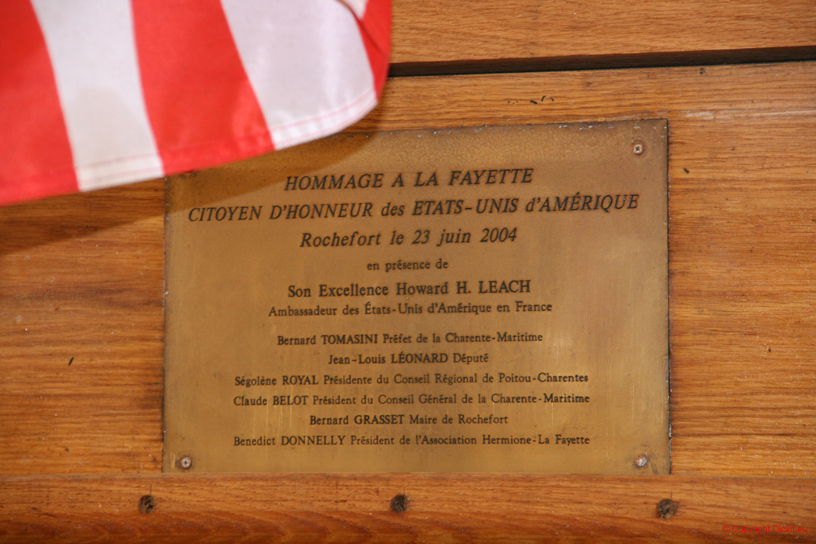 HOMMAGE A LA FAYETTE
CITOYEN D'HONNEUR des ETATS-UNIS d'AMÉRIQUE
Rochefort le 23 juin 2004
en présence de
Son Excellence Howard H. LEACH
Ambassadeur des États-Unis d'Amérique en France
Bernard TOMASINI Préfet de la Charente-Maritime
Jean-Louis LÉONARD Député
Ségolène ROYAL Présidente du Conseil Régional de Poitou-Charentes
Claude BELOT Président du Conseil Général de la Charente-Maritime
Bernard GRASSET Maire de Rochefort
Benedict DONNELLY Président de l'Association Hermione-La Fayette